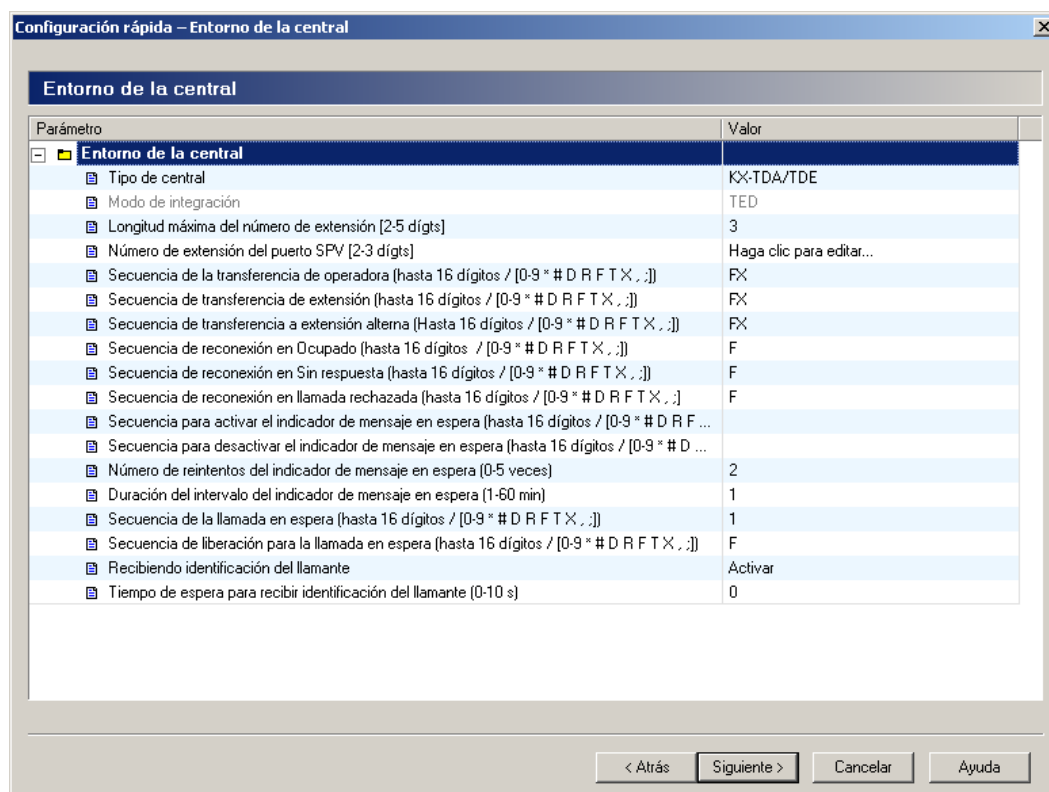 Configuración rápida – Entorno de la central
Entorno de la central
Parámetro Valor
Entorno de la central
Tipo de central KX-TDA/TDE
Modo de integración TED
Longitud máxima del número de extensión [2-5 dígts] 3
Número de extensión del puerto SPV [2-3 dígts] Haga clic para editar...
Secuencia de la transferencia de operadora (hasta 16 dígitos / [0-9 * # D R F T X , ;]) FX
Secuencia de transferencia de extensión (hasta 16 dígitos / [0-9 * # D R F T X , ;]) FX
Secuencia de transferencia a extensión alterna (Hasta 16 dígitos / [0-9 * # D R F T X , ;]) FX
Secuencia de reconexión en Ocupado (hasta 16 dígitos / [0-9 * # D R F T X , ;]) F
Secuencia de reconexión en Sin respuesta (hasta 16 dígitos / [0-9 * # D R F T X , ;]) F
Secuencia de reconexión en llamada rechazada (hasta 16 dígitos / [0-9 * # D R F T X , ;] F
Secuencia para activar el indicador de mensaje en espera (hasta 16 dígitos / [0-9 * # D R F ...
Secuencia para desactivar el indicador de mensaje en espera (hasta 16 dígitos / [0-9 * # D ...
Número de reintentos del indicador de mensaje en espera (0-5 veces) 2
Duración del intervalo del indicador de mensaje en espera (1-60 min) 1
Secuencia de la llamada en espera (hasta 16 dígitos / [0-9 * # D R F T X , ;]) 1
Secuencia de liberación para la llamada en espera (hasta 16 dígitos / [0-9 * # D R F T X , ;]) F
Recibiendo identificación del llamante Activar
Tiempo de espera para recibir identificación del llamante (0-10 s) 0
< Atrás Siguiente > Cancelar Ayuda